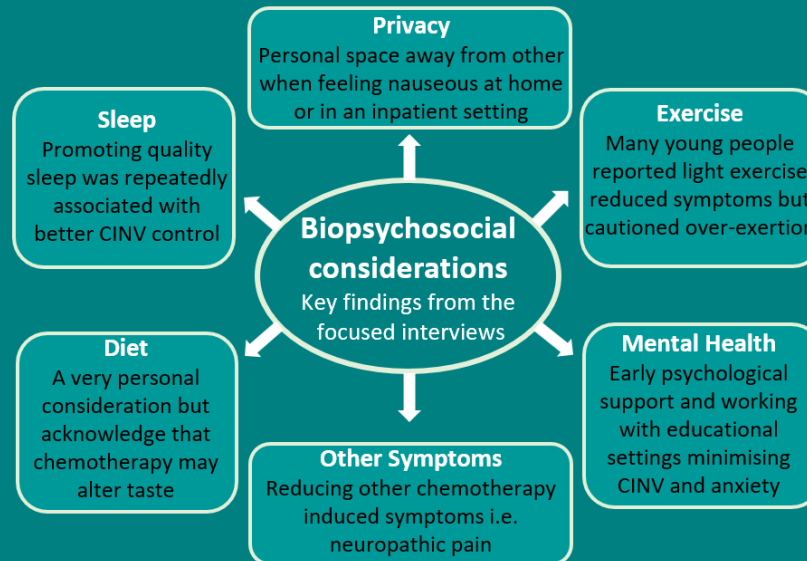 Privacy
Personal space away from other
when feeling nauseous at home
or in an inpatient setting
Sleep
Promoting quality
sleep was repeatedly
associated with
better CINV control
Exercise
Many young people
reported light exercise
reduced symptoms but
cautioned over-exertion
Biopsychosocial
considerations
Key findings from the
focused interviews
Diet
A very personal
consideration but
acknowledge that
chemotherapy may
alter taste
Mental Health
Early psychological
support and working
with educational
settings minimising
CINV and anxiety
Other Symptoms
Reducing other chemotherapy
induced symptoms i.e.
neuropathic pain